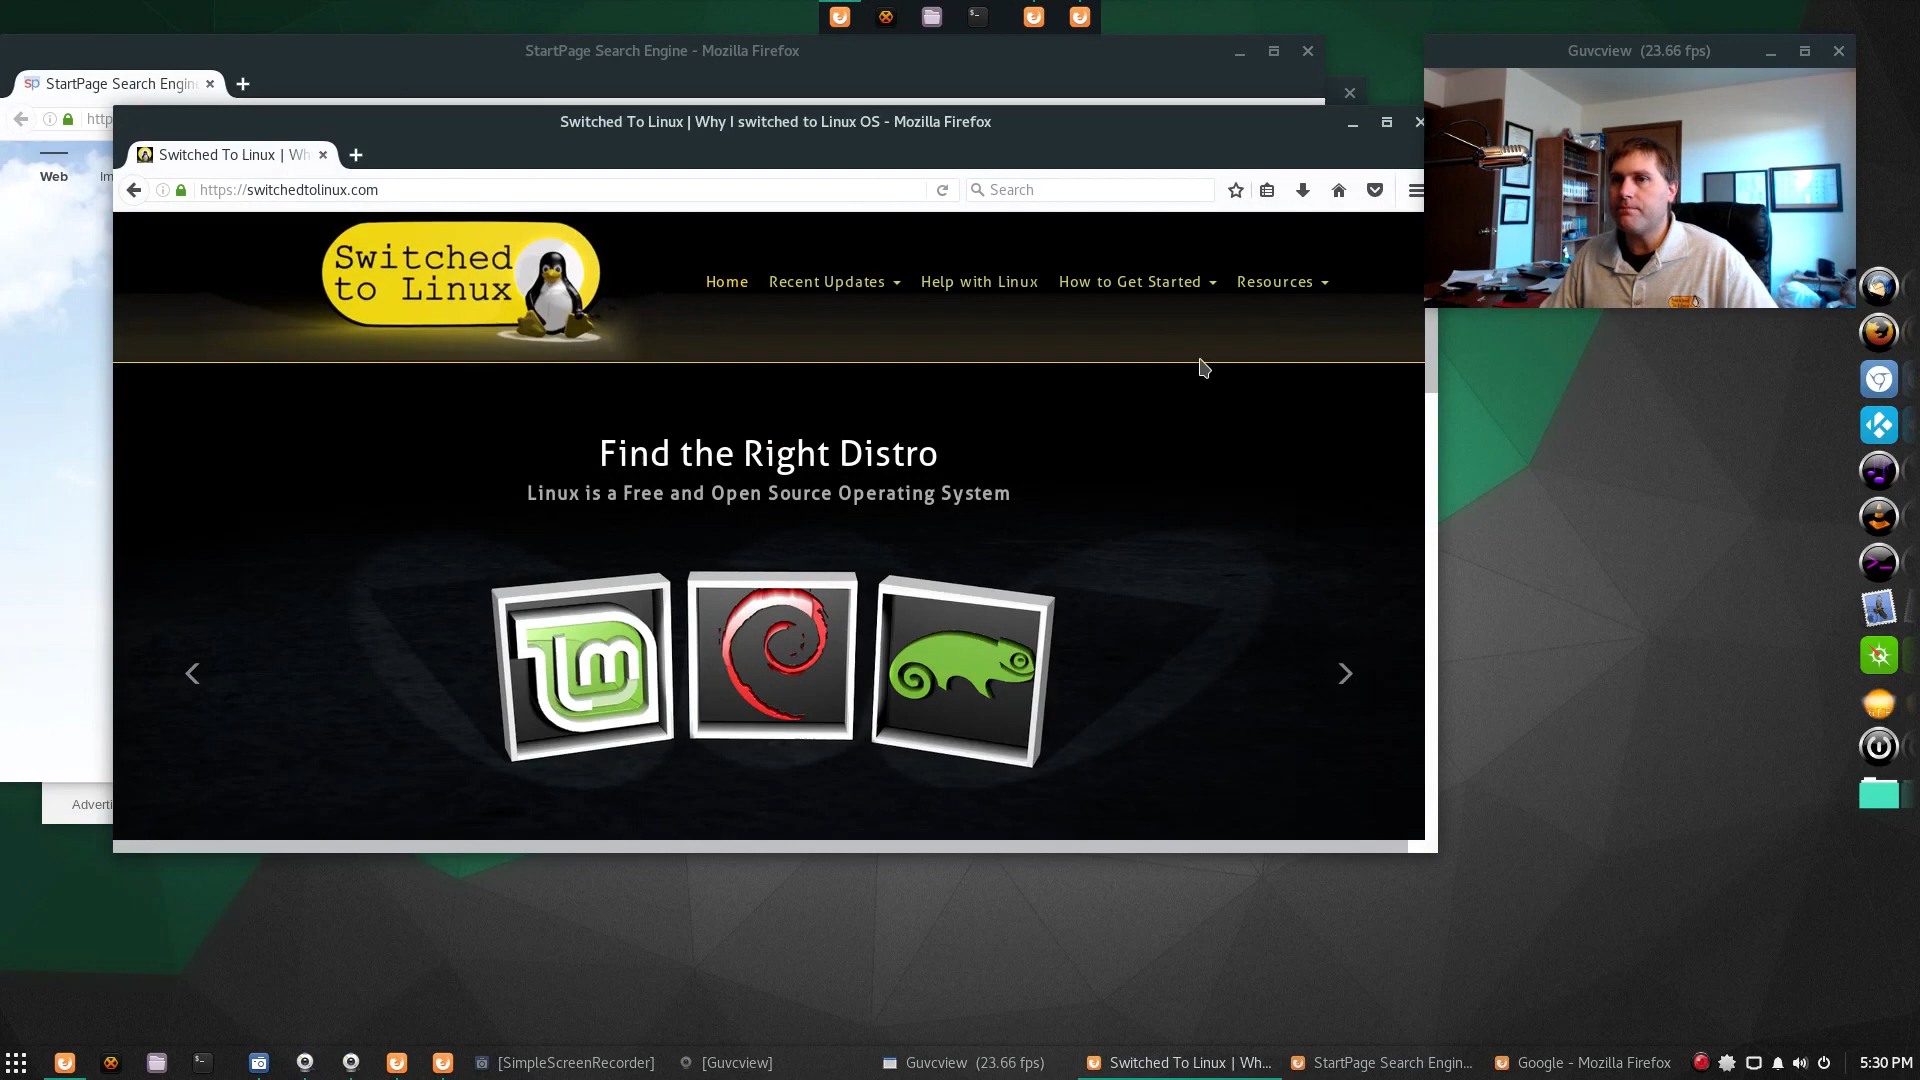 StartPage Search Engine - Mozilla Firefox
Guvcview (23.66 fps)
sp StartPage Search Engin
http
Web Im
Adverti
Switched To Linux | Why I switched to Linux OS - Mozilla Firefox
Switched To Linux | Wh
https://switchedtolinux.com
Search
Switched
to Linux
Home Recent Updates Help with Linux How to Get Started Resources
Find the Right Distro
Linux is a Free and Open Source Operating System
[SimpleScreenRecorder] [Guvcview] Guvcview (23.66 fps) Switched To Linux | Wh... StartPage Search Engin... Google - Mozilla Firefox 5:30 PM